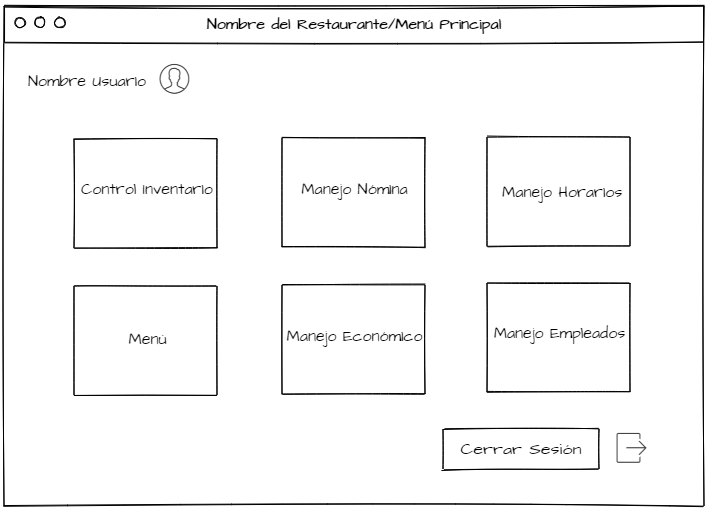 Nombre del Restaurante/Menú Principal
Nombre Usuario
Control Inventario
Manejo Nómina
Manejo Horarios
Menú
Manejo Económico
Manejo Empleados
Cerrar Sesión